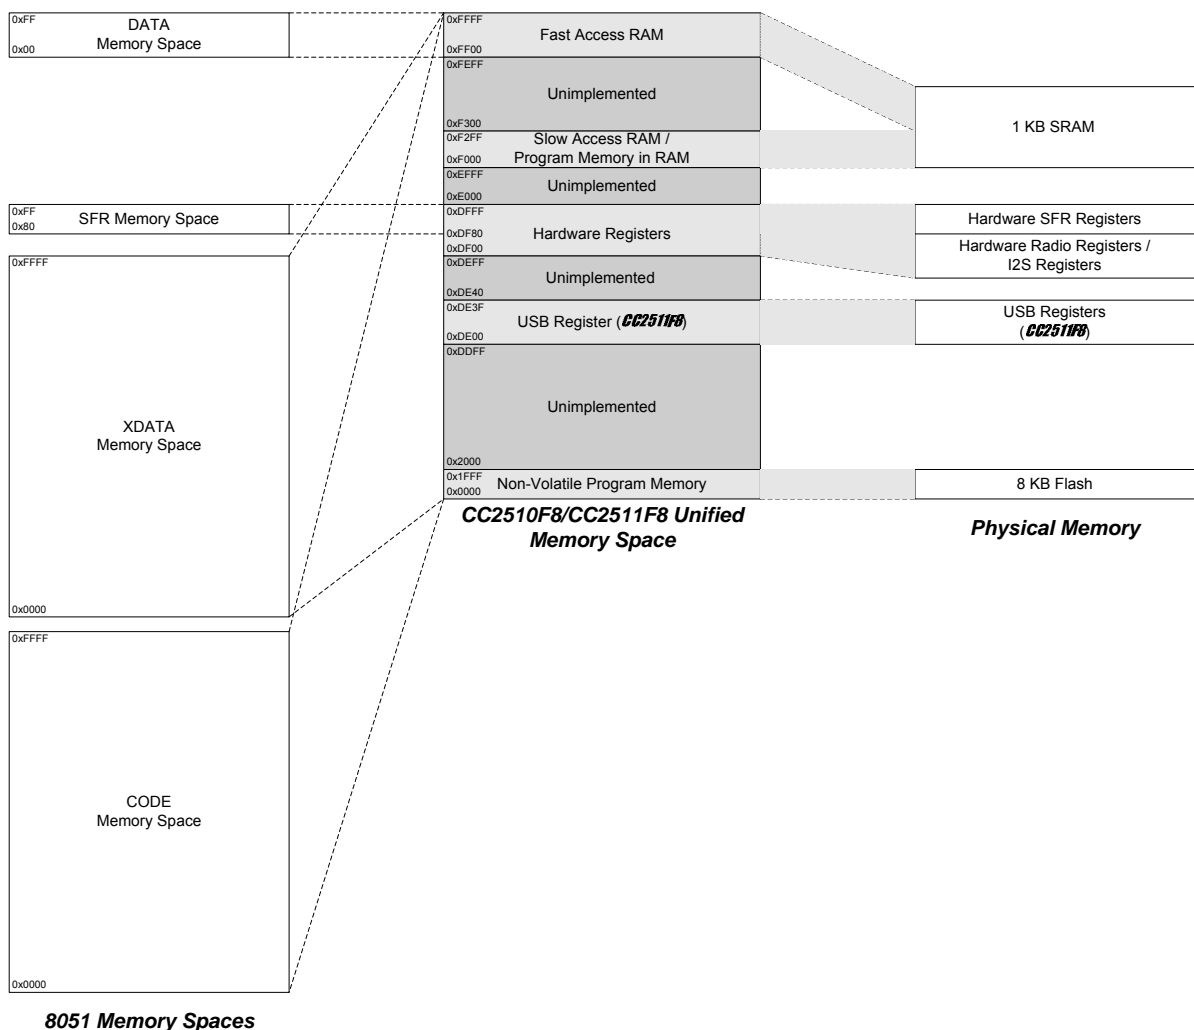 0xFF
DATA
Memory Space
0x00
0xFF
SFR Memory Space
0x80
0xFFFF
XDATA
Memory Space
0x0000
0xFFFF
CODE
Memory Space
0x0000
8051 Memory Spaces
0xFFFF
Fast Access RAM
0xFF00
0xFEFF
Unimplemented
0xF300
0xF2FF
Slow Access RAM /
Program Memory in RAM
0xF000
0xEFFF
Unimplemented
0xE000
0xDFFF
0xDF80
Hardware Registers
0xDF00
0xDEFF
Unimplemented
0xDE40
0xDE3F
USB Register (CC2511F8)
0xDE00
0xDDFF
Unimplemented
0x2000
0x1FFF
Non-Volatile Program Memory
0x0000
CC2510F8/CC2511F8 Unified
Memory Space
1 KB SRAM
Hardware SFR Registers
Hardware Radio Registers /
I2S Registers
USB Registers
(CC2511F8)
8 KB Flash
Physical Memory